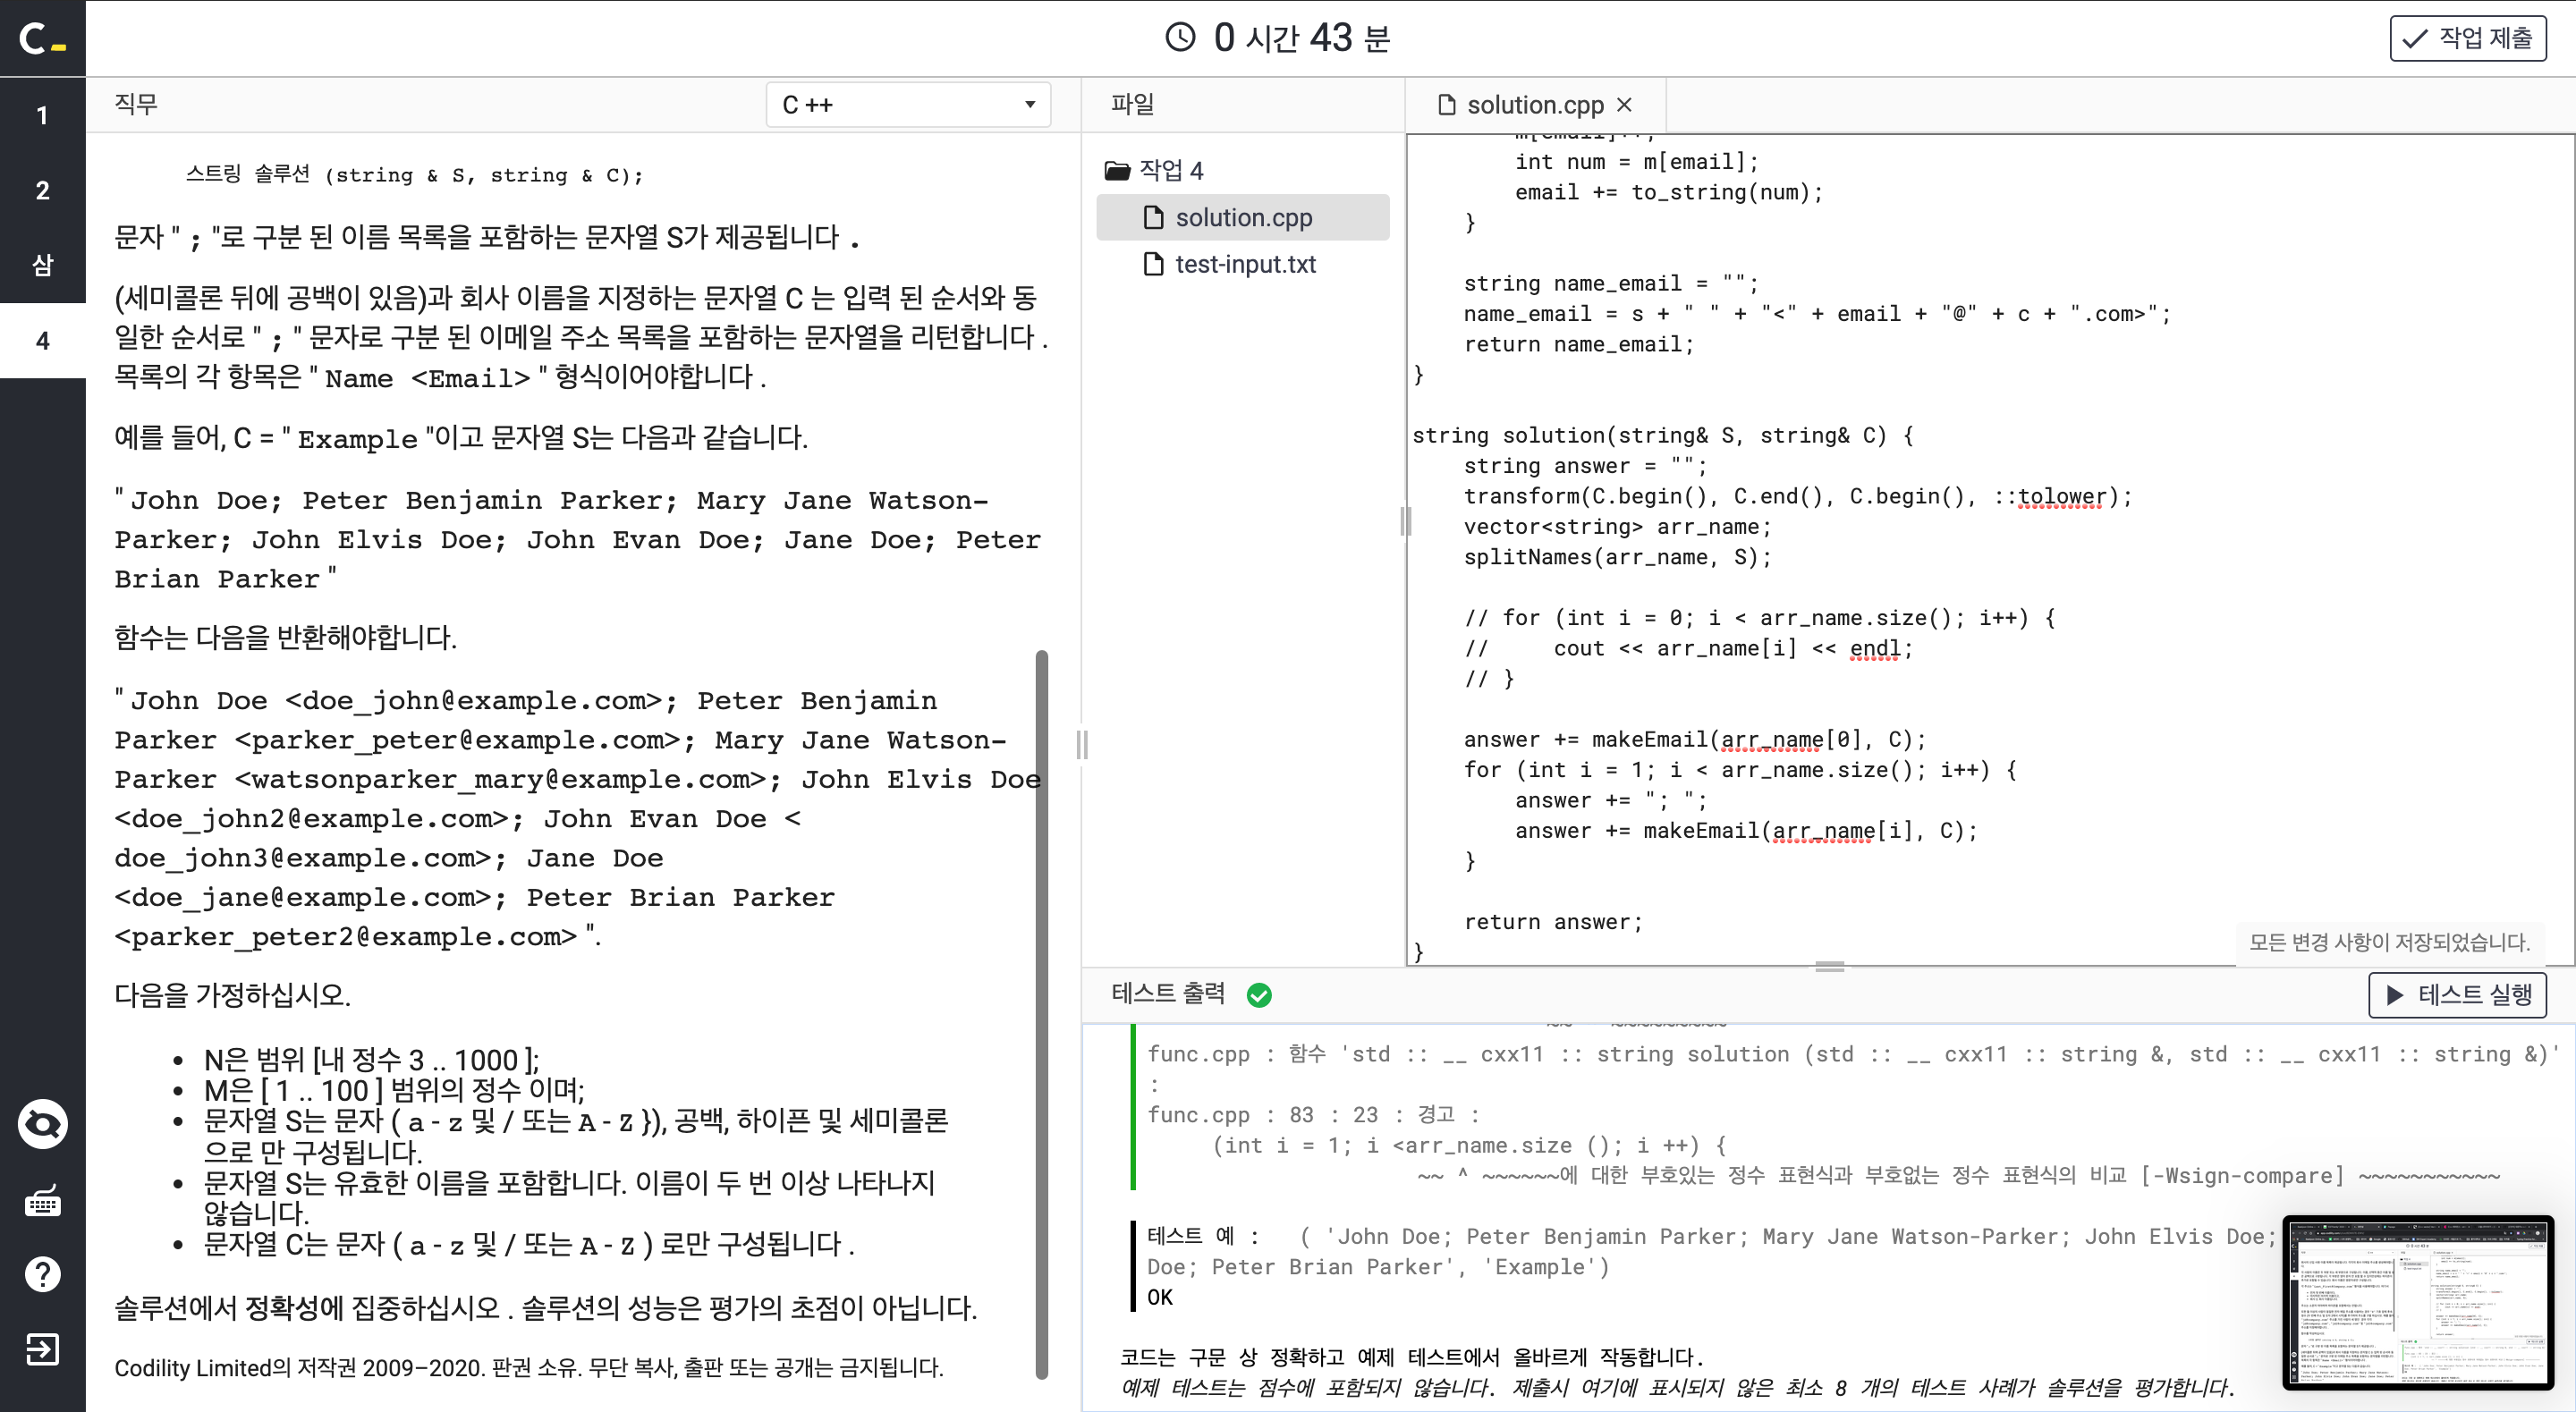 C_
0 시간 43 분
작업 제출
1
2
삼
4
직무
C ++
스트링 솔루션 (string & S, string & C);
문자 " ; "로 구분 된 이름 목록을 포함하는 문자열 S가 제공됩니다 .
(세미콜론 뒤에 공백이 있음)과 회사 이름을 지정하는 문자열 C 는 입력 된 순서와 동
일한 순서로 " ; " 문자로 구분 된 이메일 주소 목록을 포함하는 문자열을 리턴합니다 .
목록의 각 항목은 " Name <Email> " 형식이어야합니다 .
예를 들어, C = " Example "이고 문자열 S는 다음과 같습니다.
" John Doe; Peter Benjamin Parker; Mary Jane Watson-
Parker; John Elvis Doe; John Evan Doe; Jane Doe; Peter
Brian Parker "
함수는 다음을 반환해야합니다.
" John Doe <doe_john@example.com>; Peter Benjamin
Parker <parker_peter@example.com>; Mary Jane Watson-
Parker <watsonparker_mary@example.com>; John Elvis Doe
<doe_john2@example.com>; John Evan Doe <
doe_john3@example.com>; Jane Doe
<doe_jane@example.com>; Peter Brian Parker
<parker_peter2@example.com> ".
다음을 가정하십시오.
• N은 범위 [내 정수 3 .. 1000 ];
• M은 [ 1 .. 100 ] 범위의 정수 이며;
• 문자열 S는 문자 ( a - z 및 / 또는 A - Z }), 공백, 하이픈 및 세미콜론
으로 만 구성됩니다.
• 문자열 S는 유효한 이름을 포함합니다. 이름이 두 번 이상 나타나지
않습니다.
• 문자열 C는 문자 ( a - z 및 / 또는 A - Z ) 로만 구성됩니다 .
솔루션에서 정확성에 집중하십시오 . 솔루션의 성능은 평가의 초점이 아닙니다.
Codility Limited의 저작권 2009–2020. 판권 소유. 무단 복사, 출판 또는 공개는 금지됩니다.
파일
작업 4
solution.cpp
test-input.txt
solution.cpp ×
m[email]++;
int num = m[email];
email += to_string(num);
}
string name_email = "";
name_email = s + " " + "<" + email + "@" + c + ".com>";
return name_email;
}
string solution(string& S, string& C) {
string answer = "";
transform(C.begin(), C.end(), C.begin(), ::tolower);
vector<string> arr_name;
splitNames(arr_name, S);
// for (int i = 0; i < arr_name.size(); i++) {
//     cout << arr_name[i] << endl;
// }
answer += makeEmail(arr_name[0], C);
for (int i = 1; i < arr_name.size(); i++) {
answer += "; ";
answer += makeEmail(arr_name[i], C);
}
return answer;
}
모든 변경 사항이 저장되었습니다.
테스트 출력
테스트 실행
~~ ~~~~~~~~~
func.cpp : 함수 'std :: __ cxx11 :: string solution (std :: __ cxx11 :: string &, std :: __ cxx11 :: string &)'
:
func.cpp : 83 : 23 : 경고 :
(int i = 1; i <arr_name.size (); i ++) {
~~ ^ ~~~~~~에 대한 부호있는 정수 표현식과 부호없는 정수 표현식의 비교 [-Wsign-compare] ~~~~~~~~~~~
테스트 예 : ( 'John Doe; Peter Benjamin Parker; Mary Jane Watson-Parker; John Elvis Doe;
Doe; Peter Brian Parker', 'Example')
OK
코드는 구문 상 정확하고 예제 테스트에서 올바르게 작동합니다.
예제 테스트는 점수에 포함되지 않습니다. 제출시 여기에 표시되지 않은 최소 8 개의 테스트 사례가 솔루션을 평가합니다.